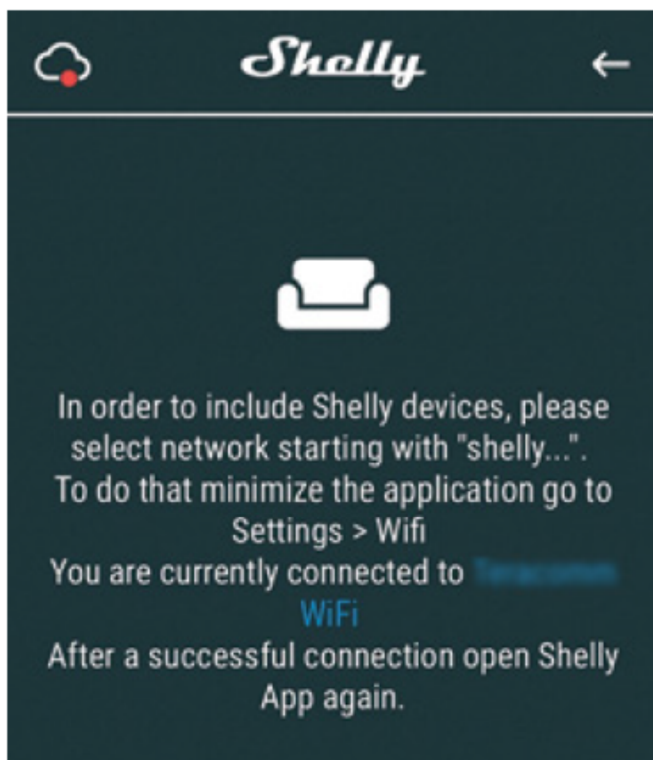 Shelly
In order to include Shelly devices, please
select network starting with "shelly...".
To do that minimize the application go to
Settings > Wifi
You are currently connected to
WiFi
After a successful connection open Shelly
App again.